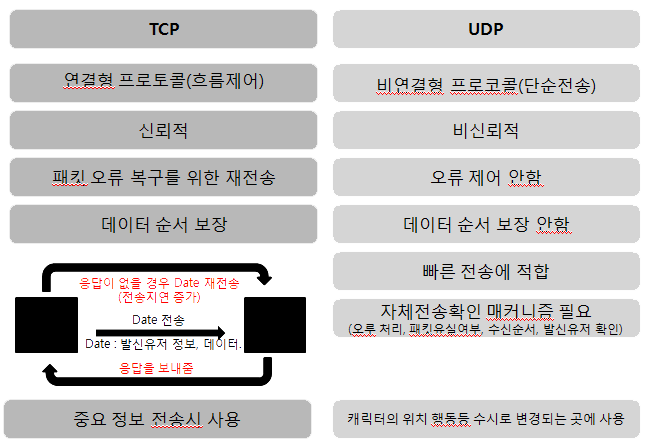 TCP
연결형 프로토콜(흐름제어)
신뢰적
패킷 오류 복구를 위한 재전송
데이터 순서 보장
응답이 없을 경우 Date 재전송
(전송지연 증가)
Date 전송
Date : 발신유저 정보, 데이터.
응답을 보내줌
중요 정보 전송시 사용
UDP
비연결형 프로코콜(단순전송)
비신뢰적
오류 제어 안함
데이터 순서 보장 안함
빠른 전송에 적합
자체전송확인 매커니즘 필요
(오루 처리, 패킷유실여부, 수신순서, 발신유저 확인)
캐릭터의 위치 행동등 수시로 변경되는 곳에 사용